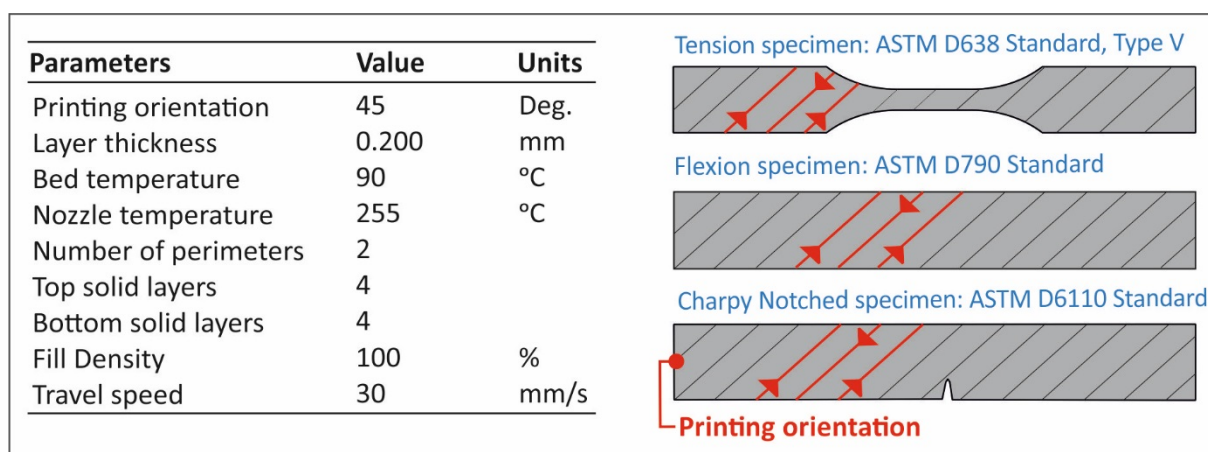 Parameters Value Units
Printing orientation 45 Deg.
Layer thickness 0.200 mm
Bed temperature 90 ºC
Nozzle temperature 255 ºC
Number of perimeters 2
Top solid layers 4
Bottom solid layers 4
Fill Density 100 %
Travel speed 30 mm/s
Tension specimen: ASTM D638 Standard, Type V
Flexion specimen: ASTM D790 Standard
Charpy Notched specimen: ASTM D6110 Standard
Printing orientation